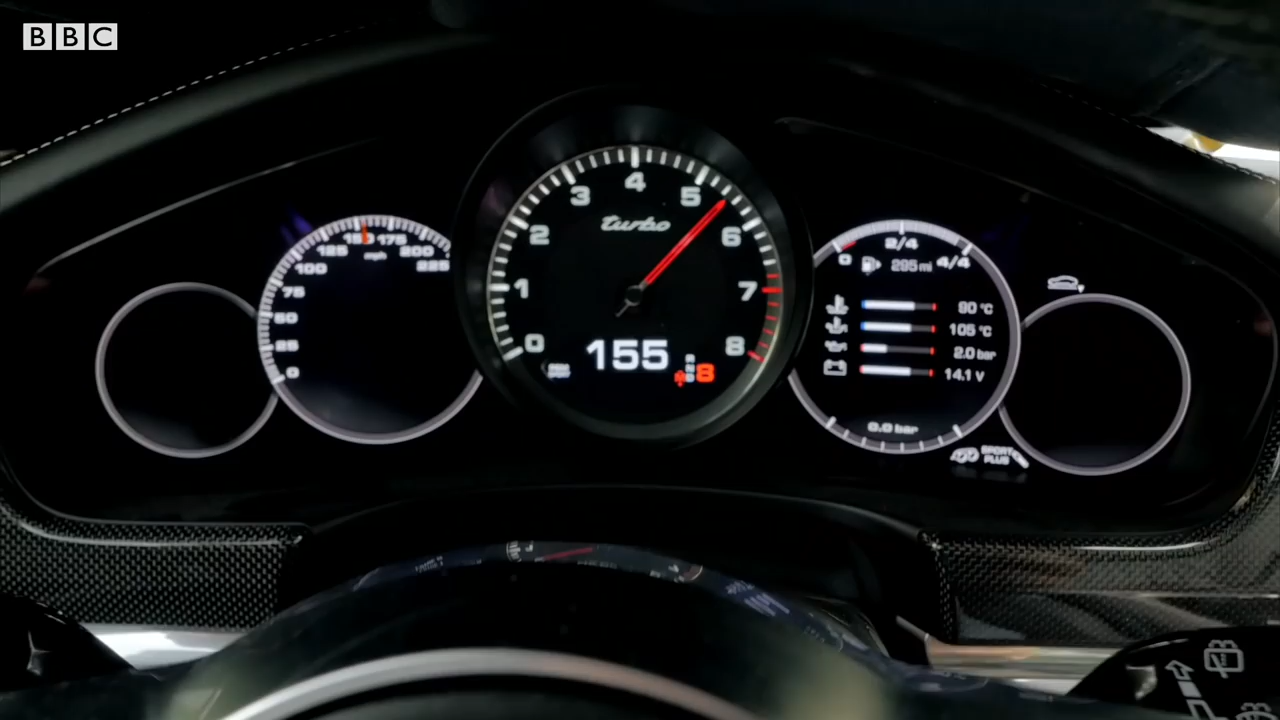 BBC
0
25
50
75
100
125
150
175
200
225
mph
turbo
0
1
2
3
4
5
6
7
8
155
8
2/4
0
4/4
295 mi
90 °C
105 °C
2.0 bar
14.1 V
0.0 bar
SPORT
PLUS